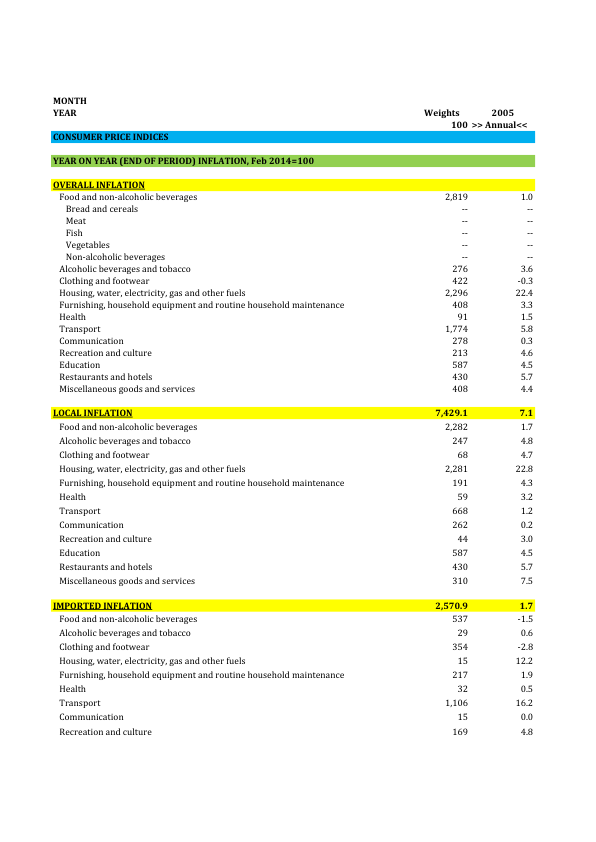 MONTH
YEAR Weights 2005
100 >> Annual<<
CONSUMER PRICE INDICES
YEAR ON YEAR (END OF PERIOD) INFLATION, Feb 2014=100
OVERALL INFLATION
Food and non-alcoholic beverages 2,819 1.0
Bread and cereals -- --
Meat -- --
Fish -- --
Vegetables -- --
Non-alcoholic beverages -- --
Alcoholic beverages and tobacco 276 3.6
Clothing and footwear 422 -0.3
Housing, water, electricity, gas and other fuels 2,296 22.4
Furnishing, household equipment and routine household maintenance 408 3.3
Health 91 1.5
Transport 1,774 5.8
Communication 278 0.3
Recreation and culture 213 4.6
Education 587 4.5
Restaurants and hotels 430 5.7
Miscellaneous goods and services 408 4.4
LOCAL INFLATION 7,429.1 7.1
Food and non-alcoholic beverages 2,282 1.7
Alcoholic beverages and tobacco 247 4.8
Clothing and footwear 68 4.7
Housing, water, electricity, gas and other fuels 2,281 22.8
Furnishing, household equipment and routine household maintenance 191 4.3
Health 59 3.2
Transport 668 1.2
Communication 262 0.2
Recreation and culture 44 3.0
Education 587 4.5
Restaurants and hotels 430 5.7
Miscellaneous goods and services 310 7.5
IMPORTED INFLATION 2,570.9 1.7
Food and non-alcoholic beverages 537 -1.5
Alcoholic beverages and tobacco 29 0.6
Clothing and footwear 354 -2.8
Housing, water, electricity, gas and other fuels 15 12.2
Furnishing, household equipment and routine household maintenance 217 1.9
Health 32 0.5
Transport 1,106 16.2
Communication 15 0.0
Recreation and culture 169 4.8